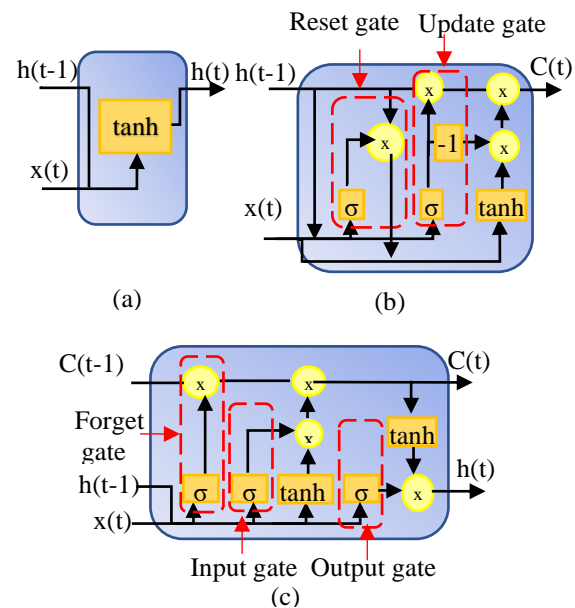 Reset gate
Update gate
h(t-1)
h(t)
tanh
x(t)
(a)
h(t-1)
C(t)
x
x
x
-1
x
σ
σ
tanh
x(t)
(b)
C(t-1)
x
x
C(t)
Forget
gate
x
tanh
h(t-1)
σ
σ
tanh
σ
x
h(t)
x(t)
Input gate
Output gate
(c)